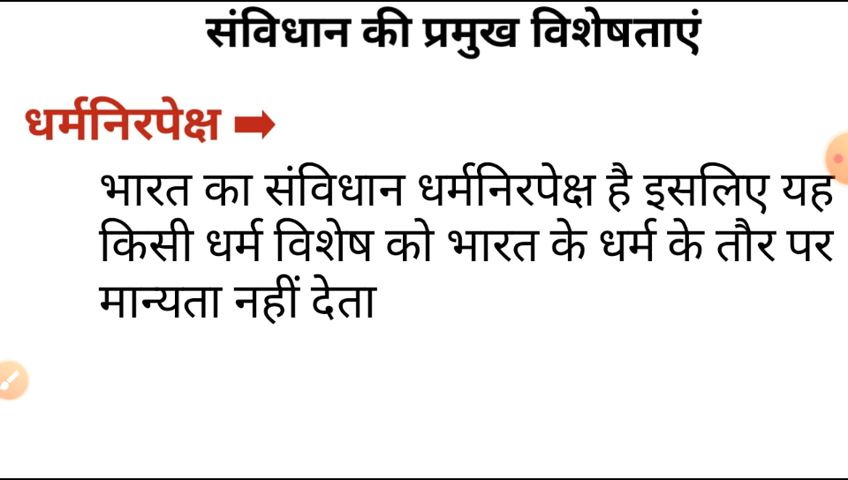 संविधान की प्रमुख विशेषताएं
धर्मनिरपेक्ष ➡
भारत का संविधान धर्मनिरपेक्ष है इसलिए यह
किसी धर्म विशेष को भारत के धर्म के तौर पर
मान्यता नहीं देता